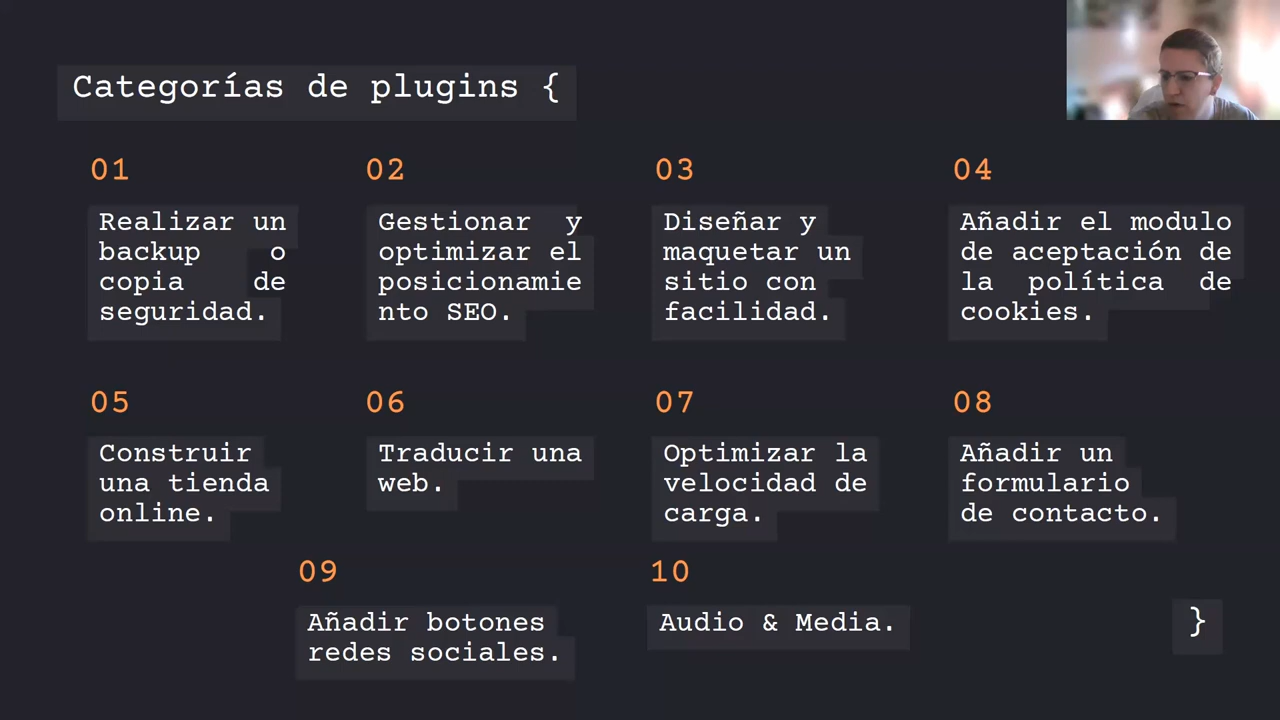 Categorías de plugins {
01
Realizar un
backup o
copia de
seguridad.
02
Gestionar y
optimizar el
posicionamie
nto SEO.
03
Diseñar y
maquetar un
sitio con
facilidad.
04
Añadir el modulo
de aceptación de
la política de
cookies.
05
Construir
una tienda
online.
06
Traducir una
web.
07
Optimizar la
velocidad de
carga.
08
Añadir un
formulario
de contacto.
09
Añadir botones
redes sociales.
10
Audio & Media.
}